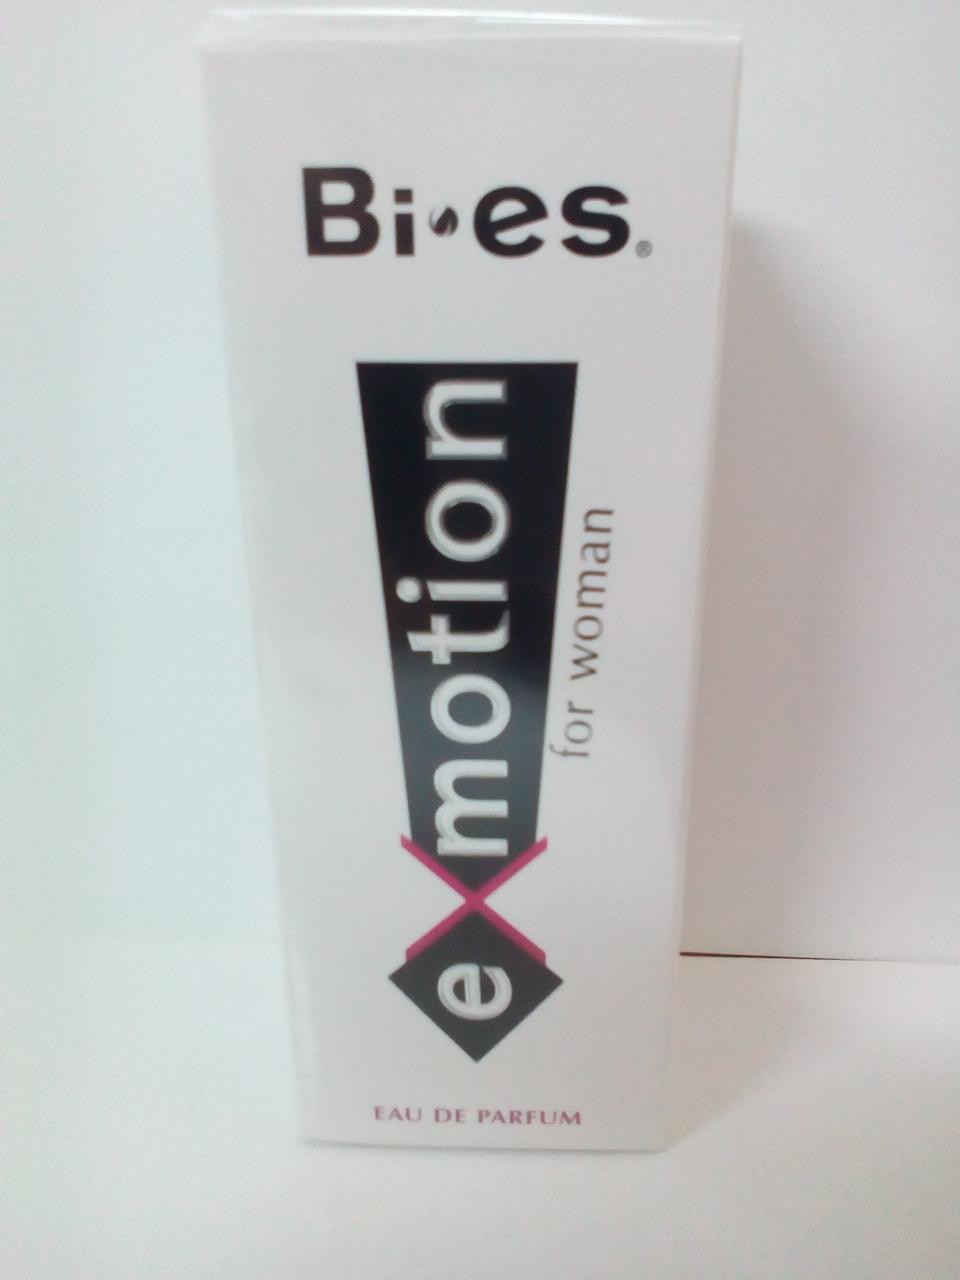 Bi·es®
eXmotion
for woman
EAU DE PARFUM